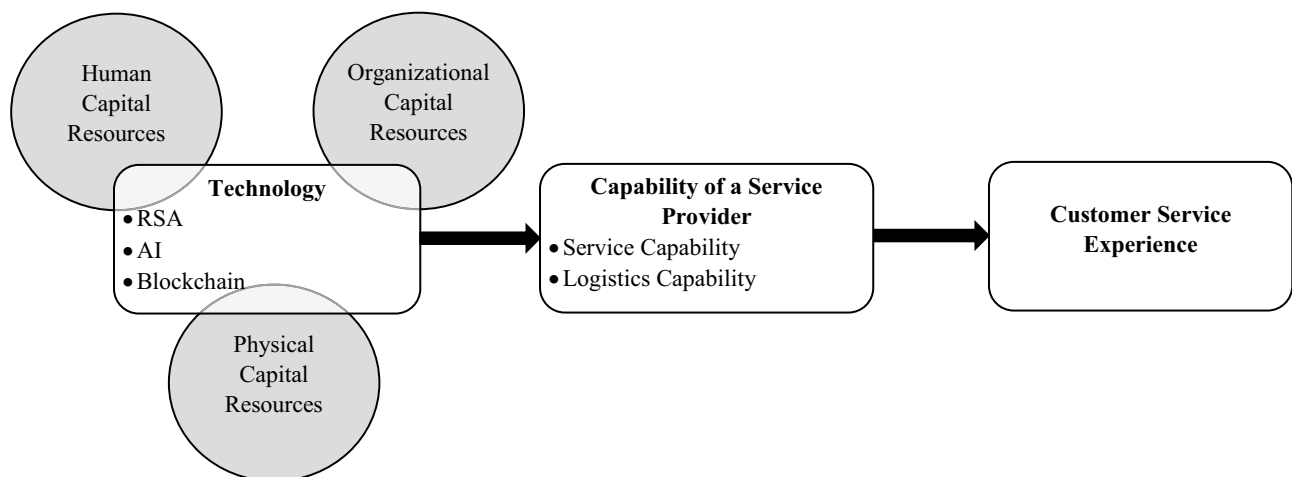 Human
Capital
Resources
Organizational
Capital
Resources
Technology
• RSA
• AI
• Blockchain
Physical
Capital
Resources
Capability of a Service
Provider
• Service Capability
• Logistics Capability
Customer Service
Experience